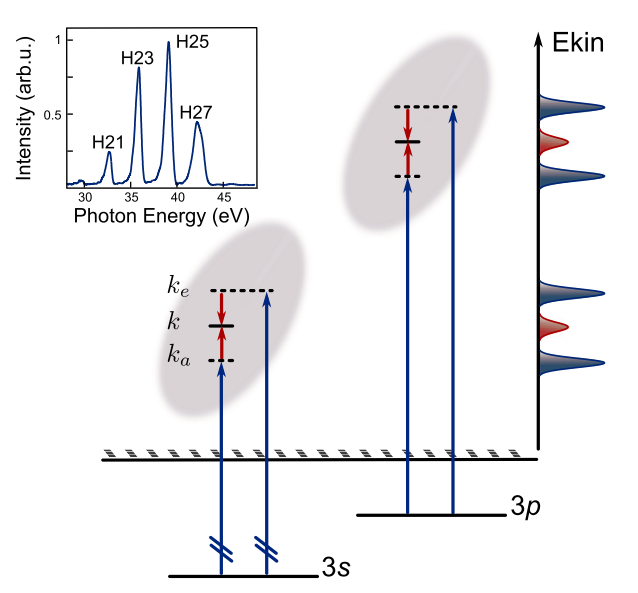 Intensity (arb.u.)
1
0.5
H21
H23
H25
H27
30
35
40
45
Photon Energy (eV)
Ekin
k_e
k
k_a
3p
3s